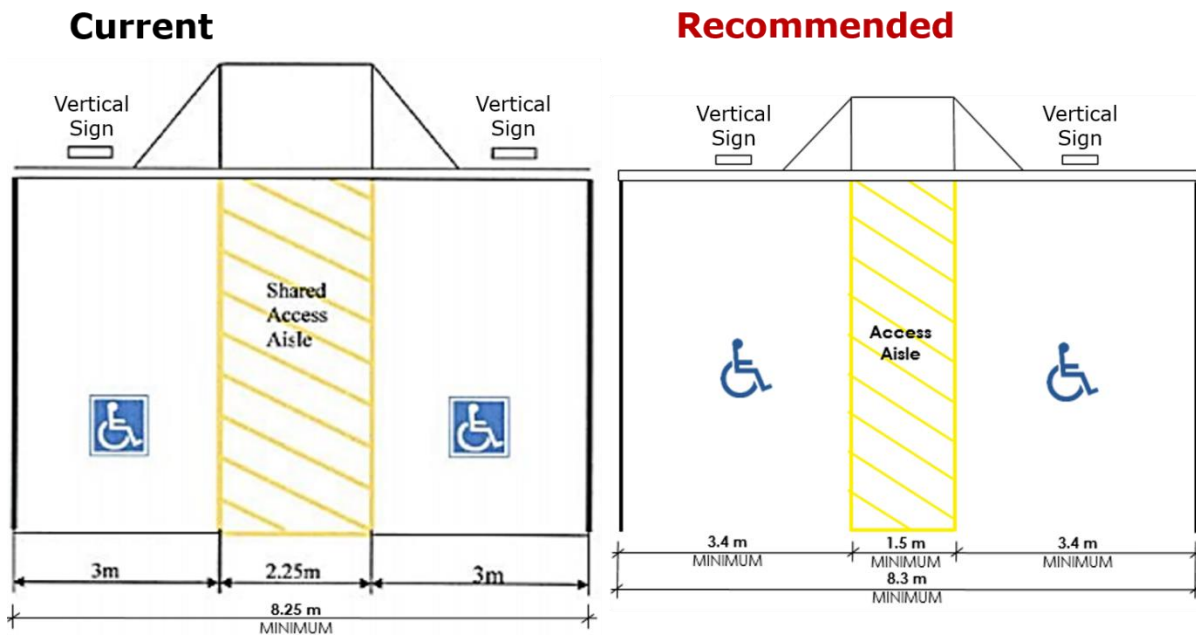 Current
Vertical
Sign
Vertical
Sign
Shared
Access
Aisle
3m
2.25m
3m
8.25 m
MINIMUM
Recommended
Vertical
Sign
Vertical
Sign
Access
Aisle
3.4 m
MINIMUM
1.5 m
MINIMUM
3.4 m
MINIMUM
8.3 m
MINIMUM